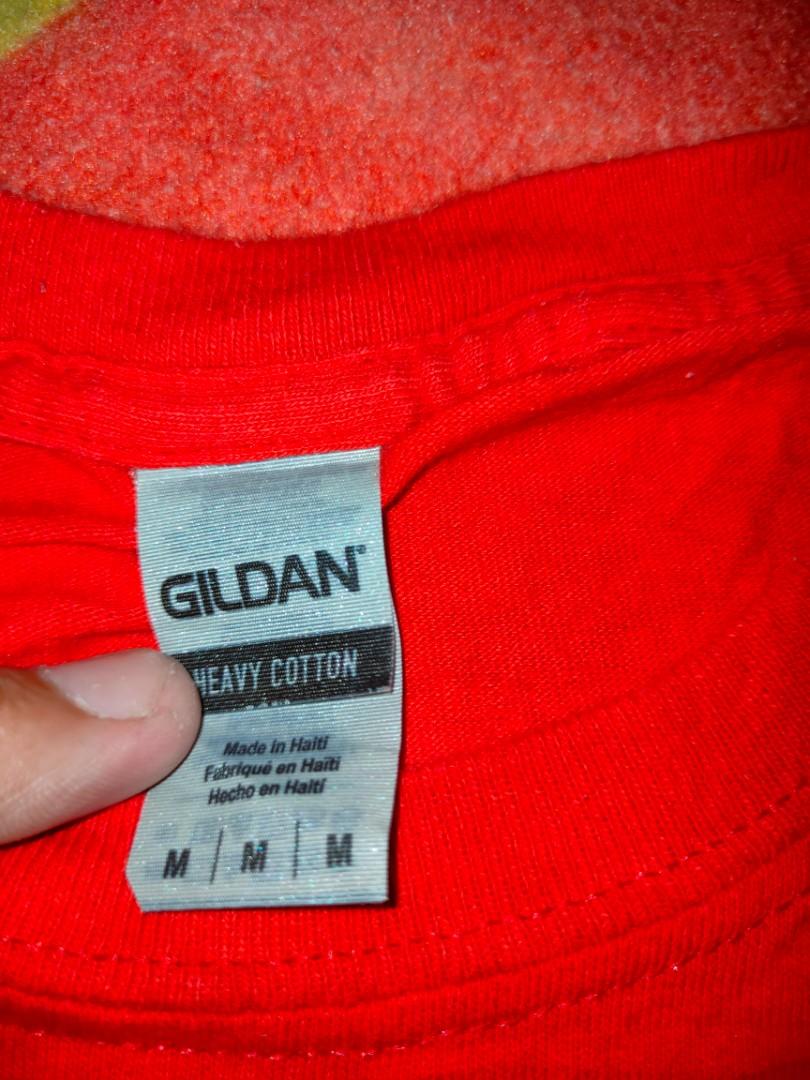 GILDAN
HEAVY COTTON
Made in Haiti
Fabriqué en Haïti
Hecho en Haití
M | M | M